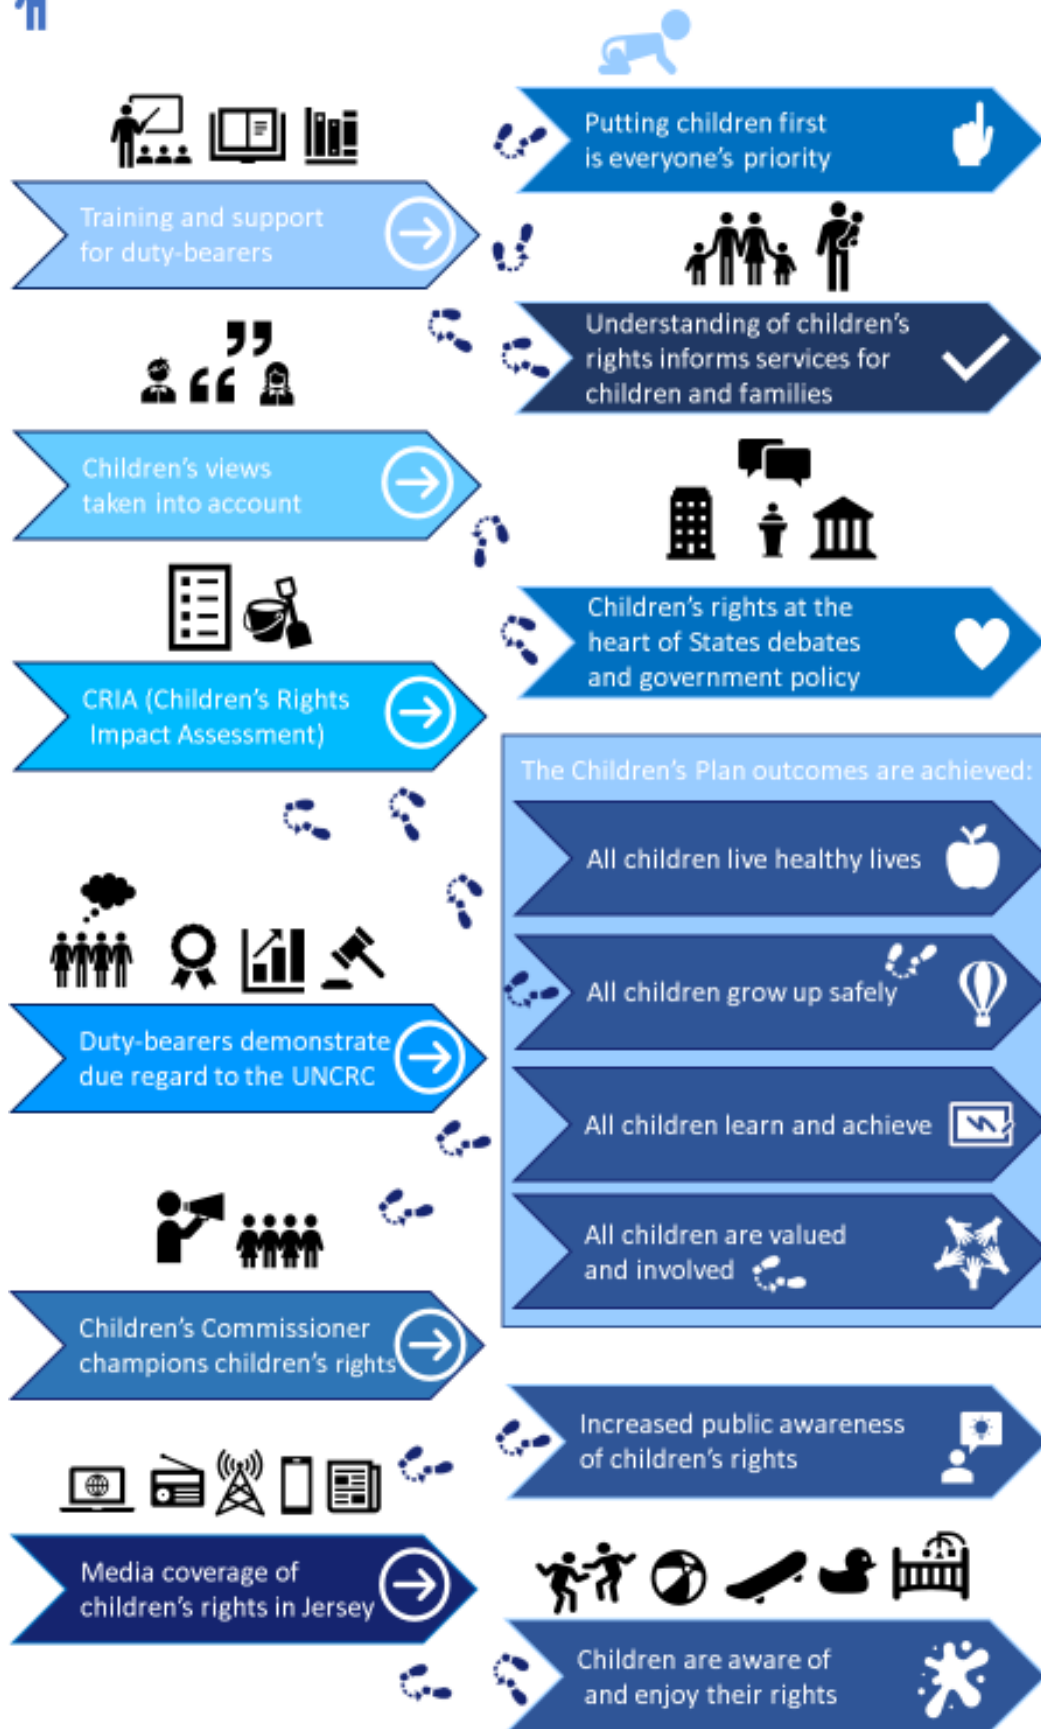 Training and support
for duty-bearers
Children's views
taken into account
CRIA (Children's Rights
Impact Assessment)
Duty-bearers demonstrate
due regard to the UNCRC
Children's Commissioner
champions children's rights
Media coverage of
children's rights in Jersey
Putting children first
is everyone's priority
Understanding of children's
rights informs services for
children and families
Children's rights at the
heart of States debates
and government policy
The Children's Plan outcomes are achieved:
All children live healthy lives
All children grow up safely
All children learn and achieve
All children are valued
and involved
Increased public awareness
of children's rights
Children are aware of
and enjoy their rights